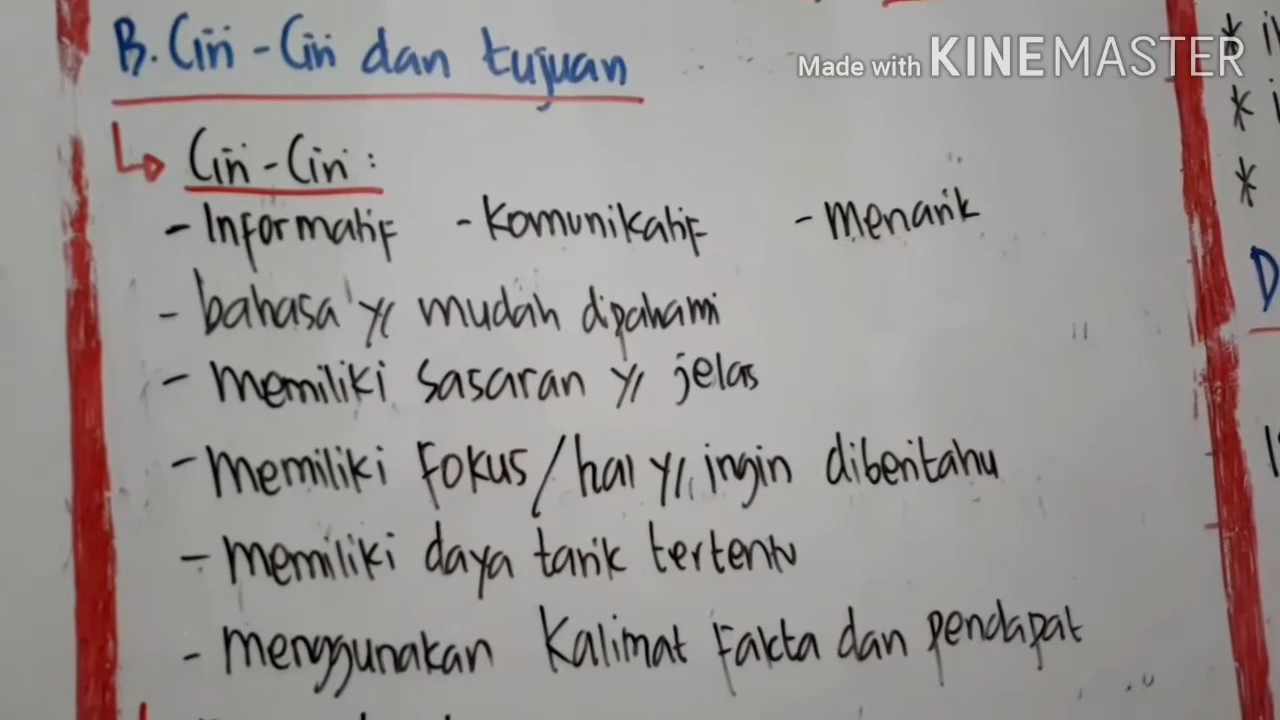 B. Ciri - Ciri dan tujuan
Made with KINEMASTER
Ciri - Ciri :
- Informatif - Komunikatif - Menarik
- bahasa yg mudah dipahami
- memiliki sasaran yg jelas
- memiliki Fokus / hal yg ingin diberitahu
- memiliki daya tarik tertentu
- menggunakan Kalimat Fakta dan pendapat